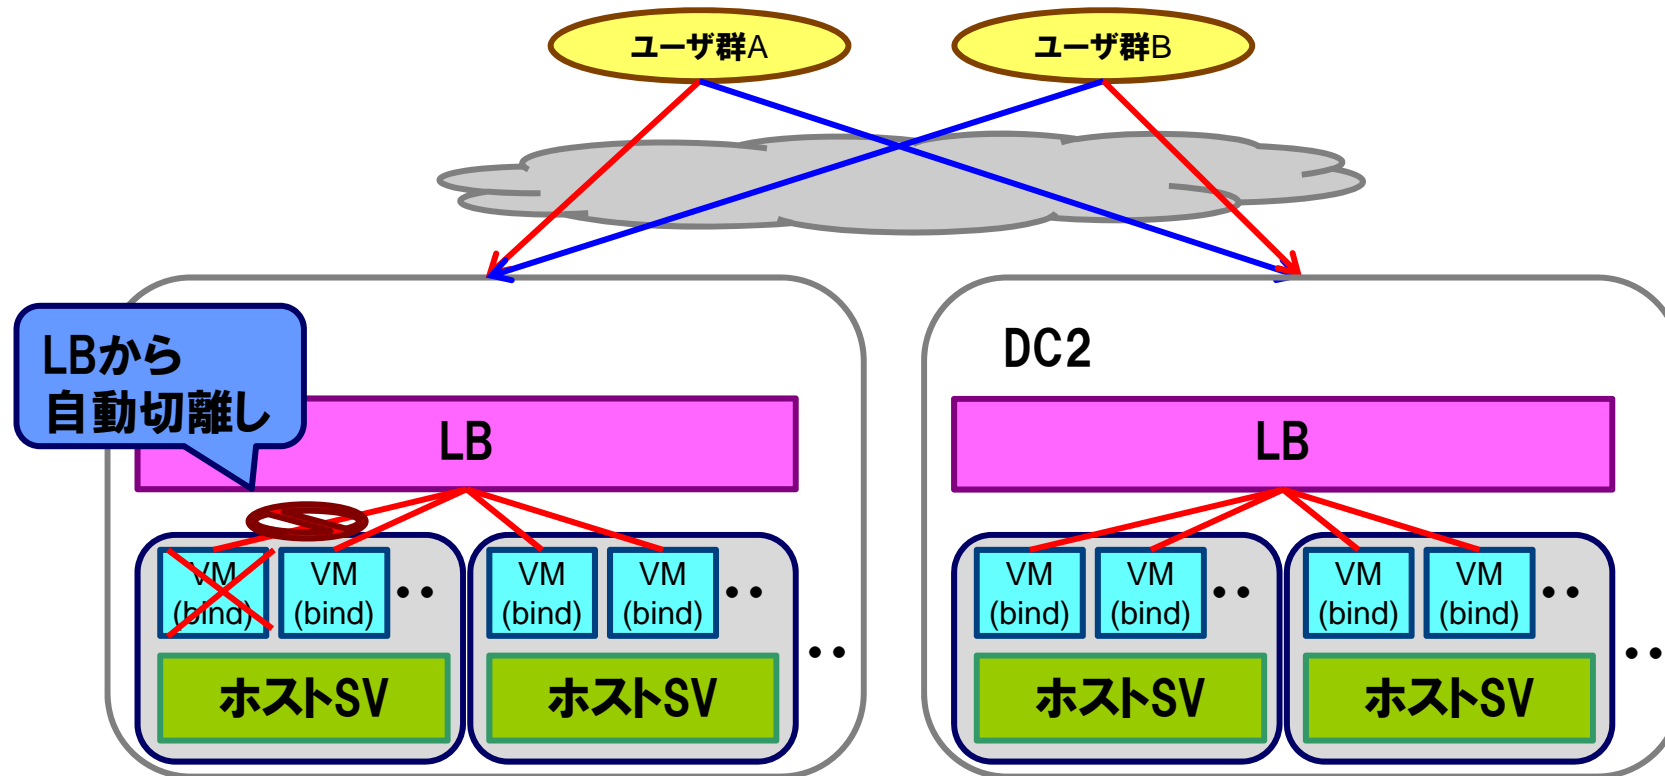 ユーザ群A
ユーザ群B
LBから
自動切離し
DC2
LB
LB
VM
(bind)
VM
(bind)
••
VM
(bind)
VM
(bind)
••
••
VM
(bind)
VM
(bind)
••
VM
(bind)
VM
(bind)
••
••
ホストSV
ホストSV
ホストSV
ホストSV